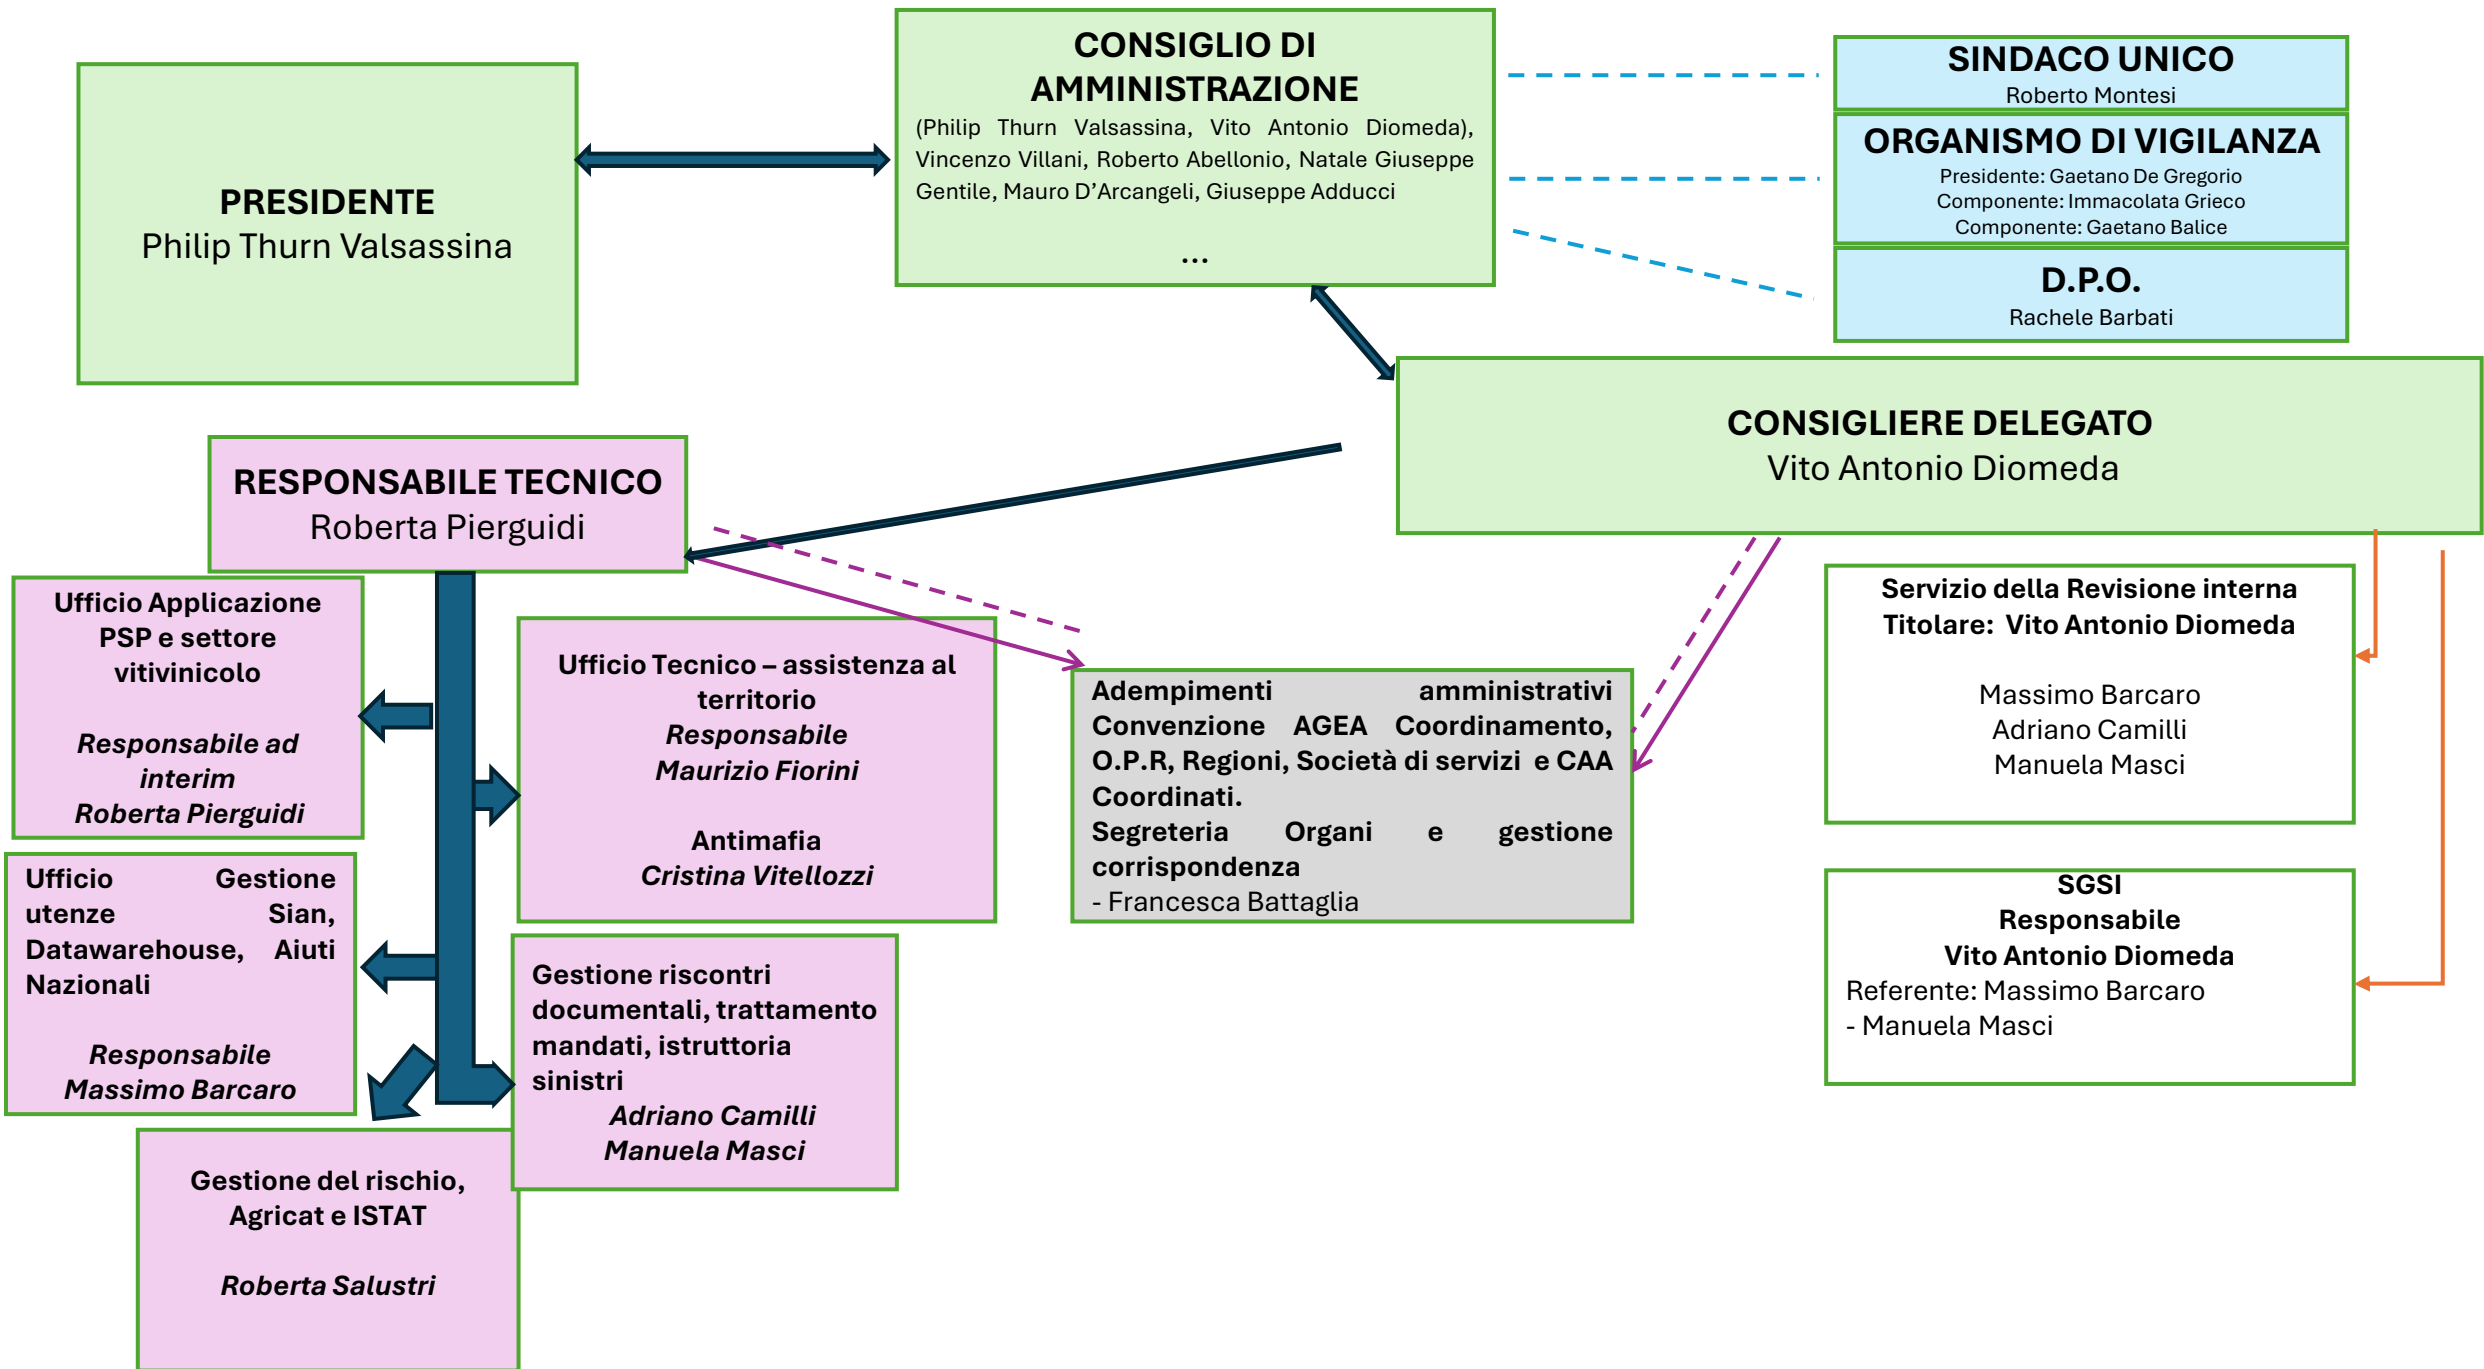 CONSIGLIO DI
AMMINISTRAZIONE
(Philip Thurn Valsassina, Vito Antonio Diomeda),
Vincenzo Villani, Roberto Abellonio, Natale Giuseppe
Gentile, Mauro D’Arcangeli, Giuseppe Adducci
...
SINDACO UNICO
Roberto Montesi
ORGANISMO DI VIGILANZA
Presidente: Gaetano De Gregorio
Componente: Immacolata Grieco
Componente: Gaetano Balice
D.P.O.
Rachele Barbati
PRESIDENTE
Philip Thurn Valsassina
CONSIGLIERE DELEGATO
Vito Antonio Diomeda
RESPONSABILE TECNICO
Roberta Pierguidi
Ufficio Applicazione
PSP e settore
vitivinicolo
Responsabile ad
interim
Roberta Pierguidi
Ufficio Tecnico – assistenza al
territorio
Responsabile
Maurizio Fiorini
Antimafia
Cristina Vitellozzi
Adempimenti amministrativi
Convenzione AGEA Coordinamento,
O.P.R, Regioni, Società di servizi e CAA
Coordinati.
Segreteria Organi e gestione
corrispondenza
- Francesca Battaglia
Servizio della Revisione interna
Titolare: Vito Antonio Diomeda
Massimo Barcaro
Adriano Camilli
Manuela Masci
Ufficio Gestione
utenze Sian,
Datawarehouse, Aiuti
Nazionali
Responsabile
Massimo Barcaro
Gestione riscontri
documentali, trattamento
mandati, istruttoria
sinistri
Adriano Camilli
Manuela Masci
SGSI
Responsabile
Vito Antonio Diomeda
Referente: Massimo Barcaro
- Manuela Masci
Gestione del rischio,
Agricat e ISTAT
Roberta Salustri